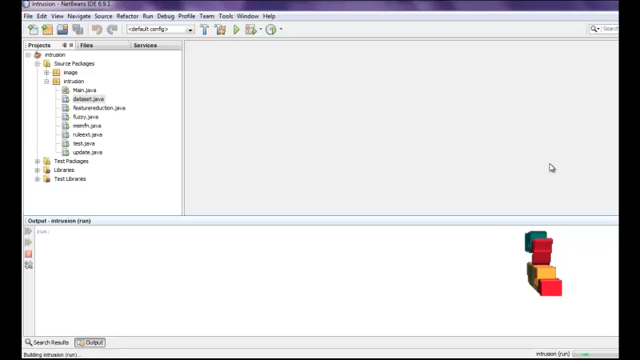 intrusion - NetBeans IDE 6.9.1
File Edit View Navigate Source Refactor Run Debug Profile Team Tools Window Help
<default config>
Search
Projects Files Services
intrusion
Source Packages
image
intrusion
Main.java
dataset.java
featurereduction.java
fuzzy.java
memfn.java
ruleext.java
test.java
update.java
Test Packages
Libraries
Test Libraries
Output - intrusion (run)
run:
Search Results Output
Building intrusion (run)...
intrusion (run)